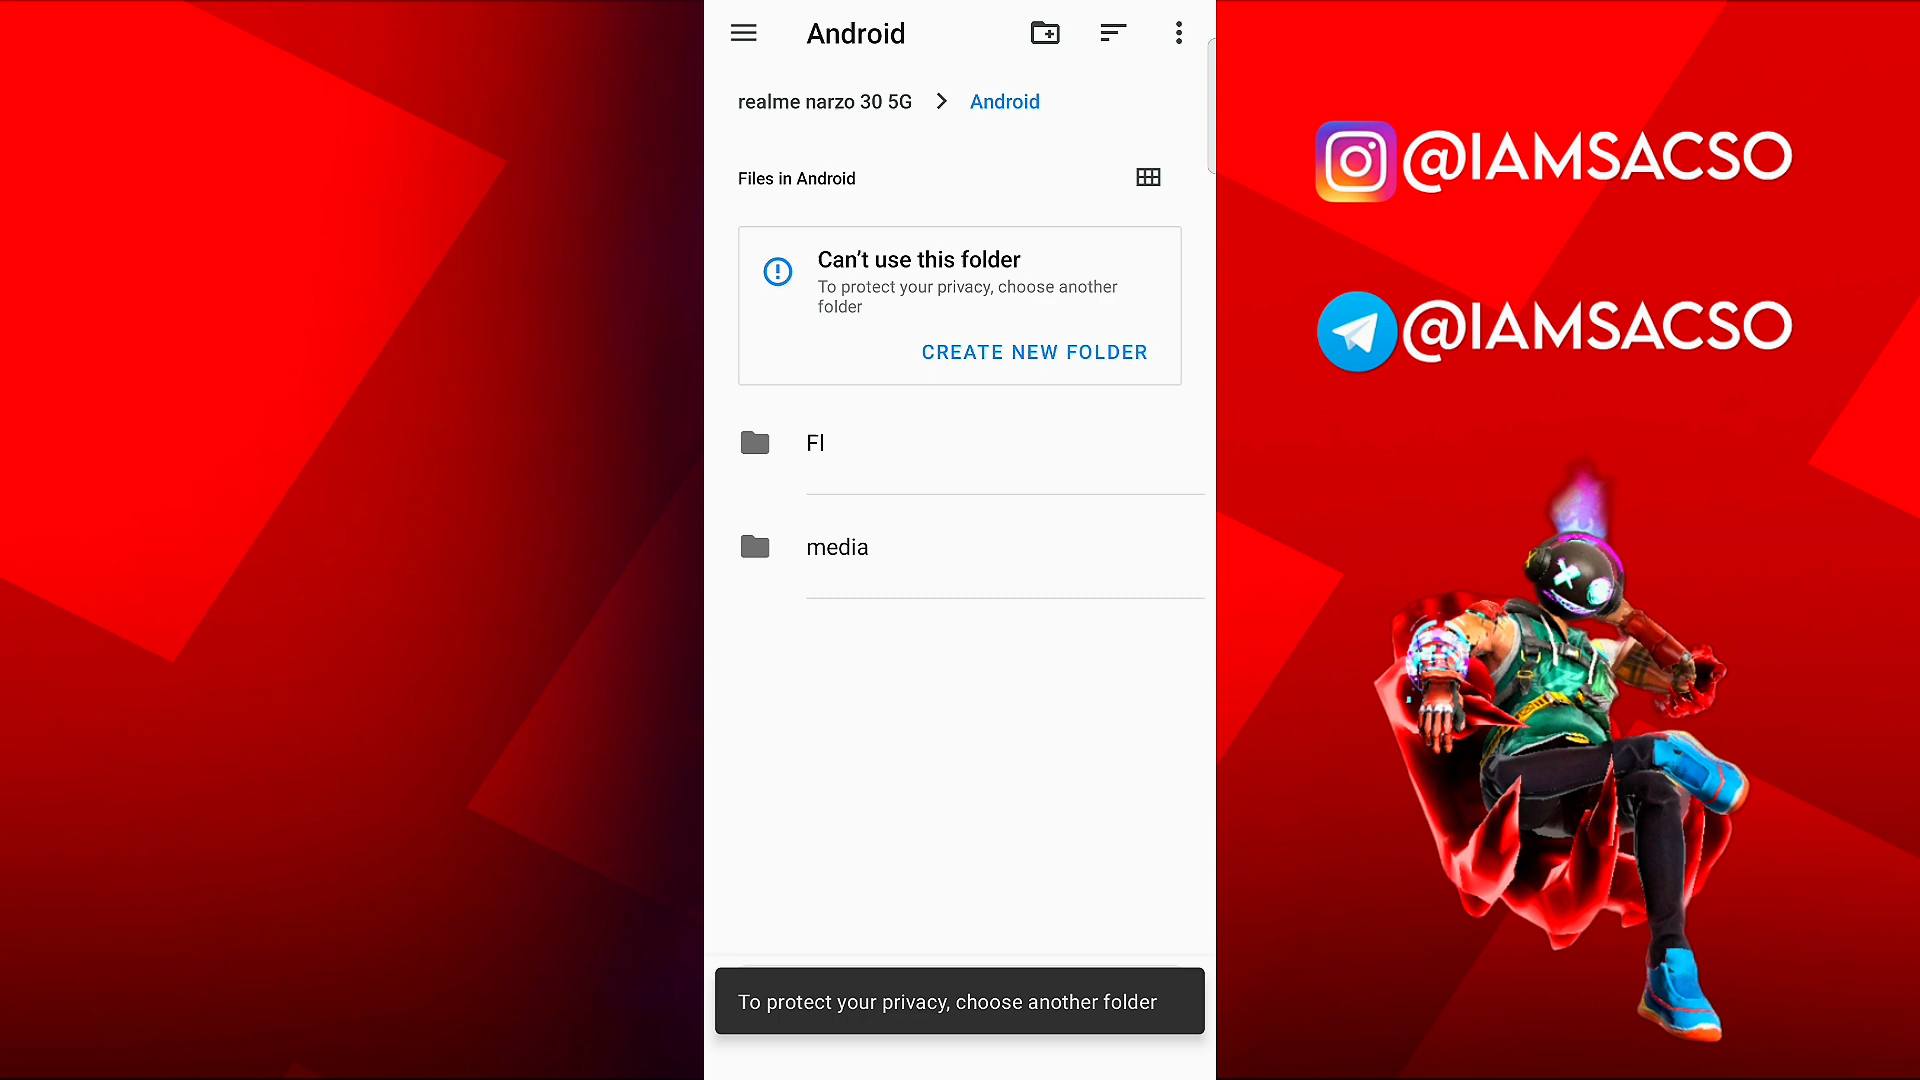 Android
realme narzo 30 5G > Android
Files in Android
Can’t use this folder
To protect your privacy, choose another
folder
CREATE NEW FOLDER
Fl
media
To protect your privacy, choose another folder
@IAMSACSO
@IAMSACSO